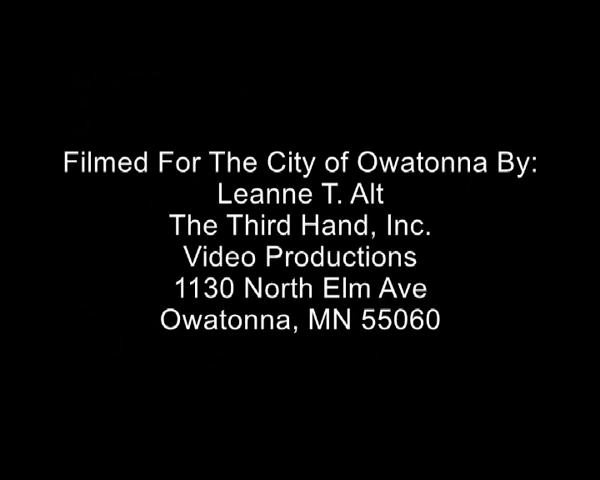 Filmed For The City of Owatonna By:
Leanne T. Alt
The Third Hand, Inc.
Video Productions
1130 North Elm Ave
Owatonna, MN 55060